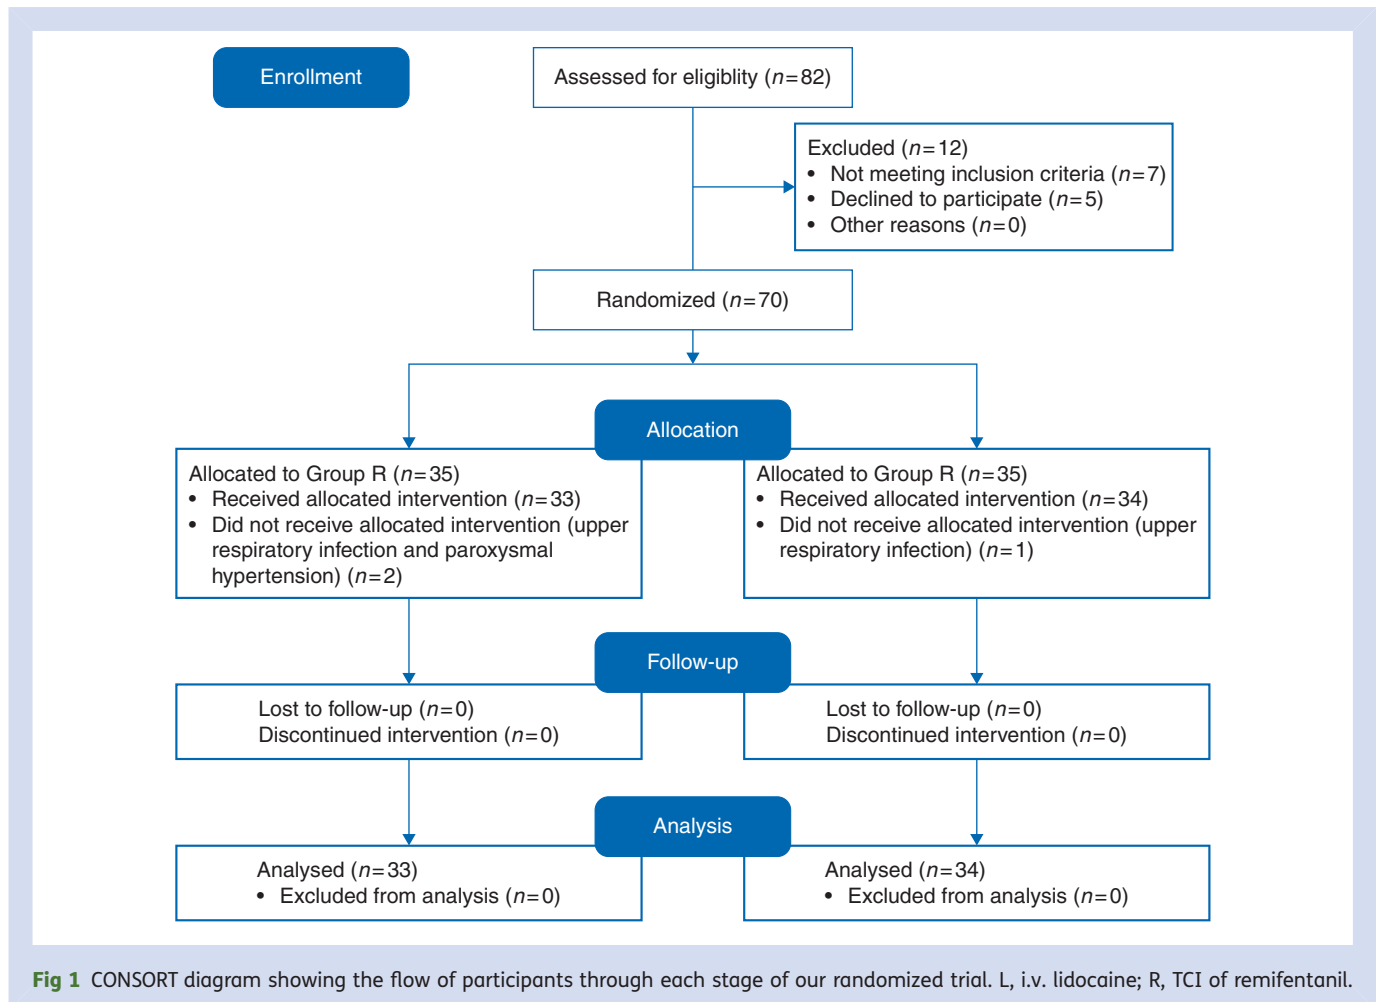 Enrollment
Assessed for eligiblity (n=82)
Excluded (n=12)
• Not meeting inclusion criteria (n=7)
• Declined to participate (n=5)
• Other reasons (n=0)
Randomized (n=70)
Allocation
Allocated to Group R (n=35)
• Received allocated intervention (n=33)
• Did not receive allocated intervention (upper
respiratory infection and paroxysmal
hypertension) (n=2)
Allocated to Group R (n=35)
• Received allocated intervention (n=34)
• Did not receive allocated intervention (upper
respiratory infection) (n=1)
Follow-up
Lost to follow-up (n=0)
Discontinued intervention (n=0)
Lost to follow-up (n=0)
Discontinued intervention (n=0)
Analysis
Analysed (n=33)
• Excluded from analysis (n=0)
Analysed (n=34)
• Excluded from analysis (n=0)
Fig 1 CONSORT diagram showing the flow of participants through each stage of our randomized trial. L, i.v. lidocaine; R, TCI of remifentanil.